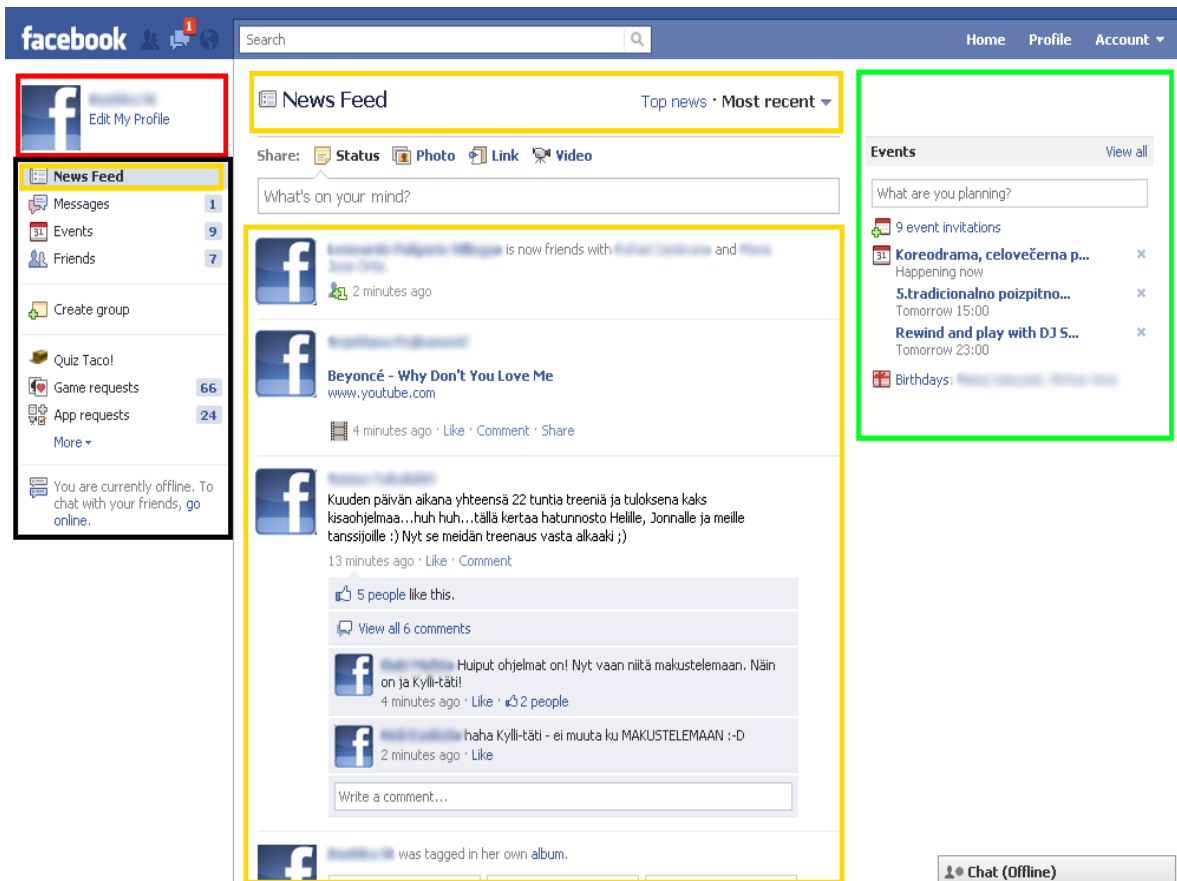 facebook
1
Search
Home Profile Account
Edit My Profile
News Feed
Messages 1
Events 9
Friends 7
Create group
Quiz Taco!
Game requests 66
App requests 24
More
You are currently offline. To
chat with your friends, go
online.
News Feed
Top news · Most recent
Share: Status Photo Link Video
What's on your mind?
is now friends with and
2 minutes ago
Beyoncé - Why Don't You Love Me
www.youtube.com
4 minutes ago · Like · Comment · Share
Kuuden päivän aikana yhteensä 22 tuntia treeniä ja tuloksena kaks
kisaohjelmaa...huh huh...tällä kertaa hatunnosto Helille, Jonnalle ja meille
tanssijoille :) Nyt se meidän treenaus vasta alkaaki ;)
13 minutes ago · Like · Comment
5 people like this.
View all 6 comments
Huiput ohjelmat on! Nyt vaan niitä makustelemaan. Näin
on ja Kylli-täti!
4 minutes ago · Like · 2 people
haha Kylli-täti - ei muuta ku MAKUSTELEMAAN :-D
2 minutes ago · Like
Write a comment...
was tagged in her own album.
Events View all
What are you planning?
9 event invitations
31 Koreodrama, celovečerna p... ×
Happening now
5.tradicionalno poizpitno... ×
Tomorrow 15:00
Rewind and play with DJ S... ×
Tomorrow 23:00
Birthdays:
Chat (Offline)